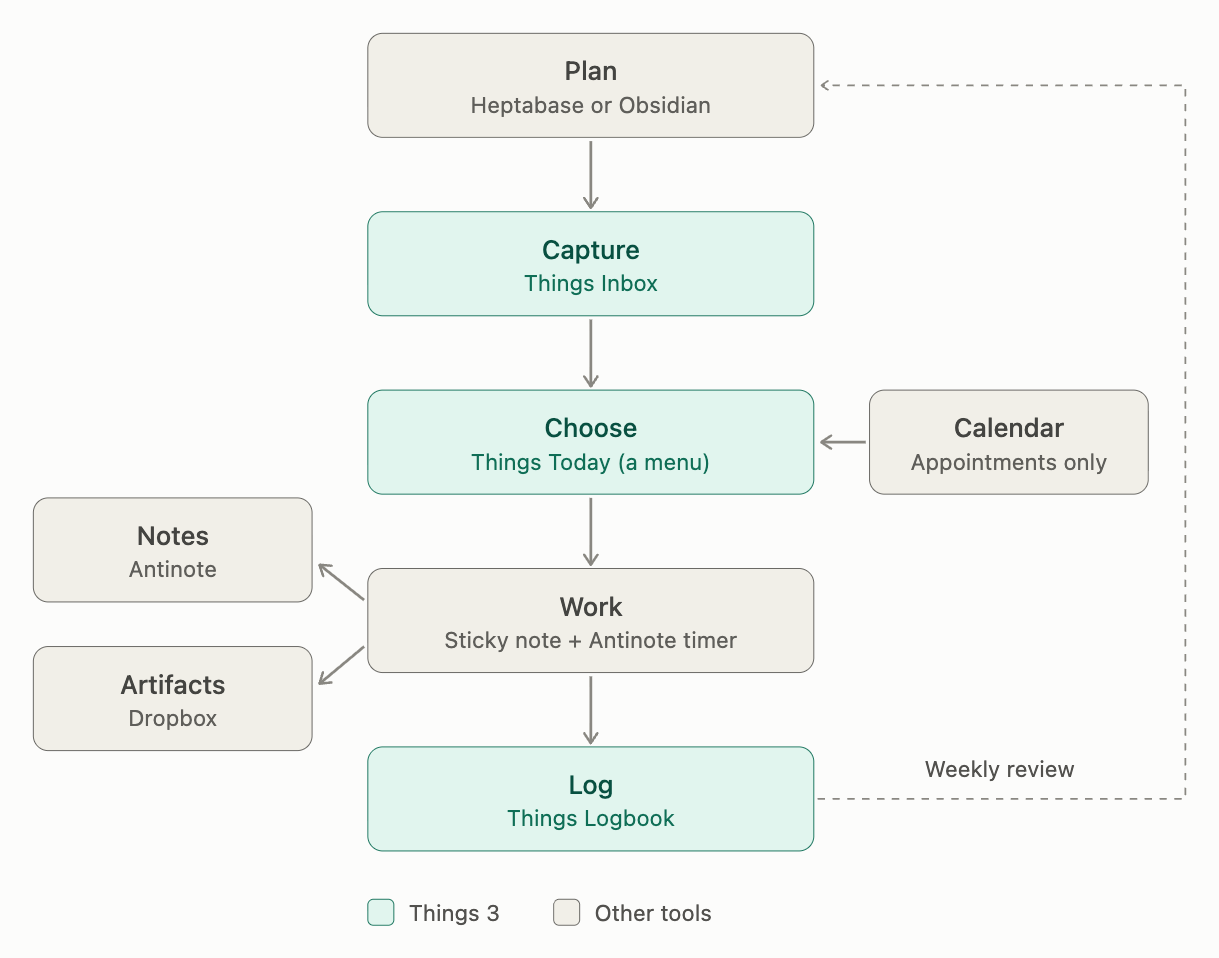 Plan
Heptabase or Obsidian
Capture
Things Inbox
Choose
Things Today (a menu)
Calendar
Appointments only
Notes
Antinote
Work
Sticky note + Antinote timer
Artifacts
Dropbox
Log
Things Logbook
Weekly review
Things 3
Other tools